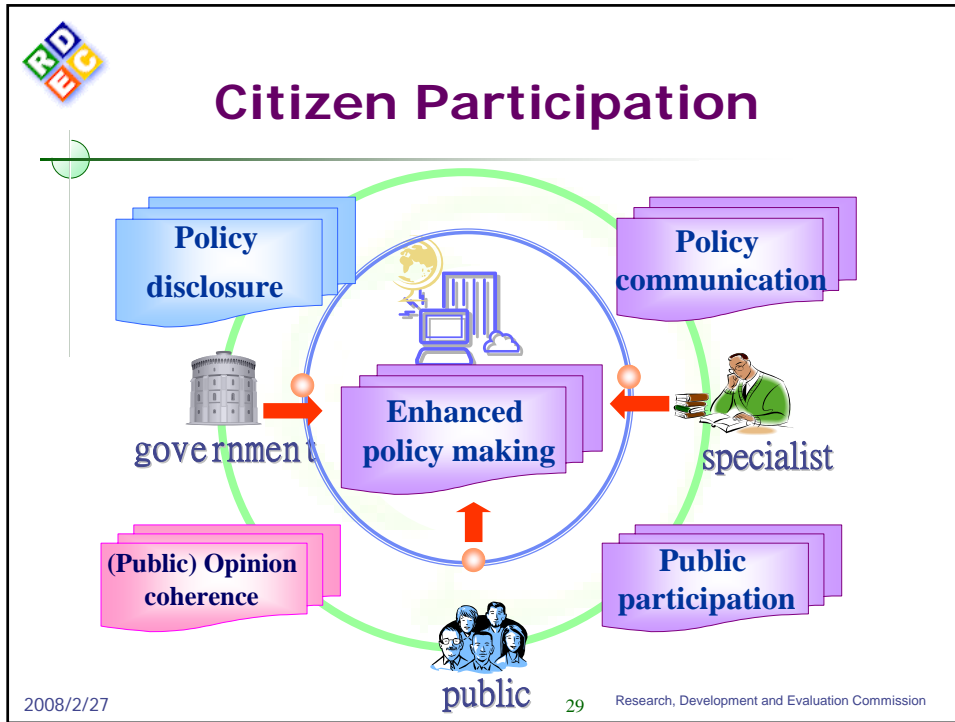 R D E C
Citizen Participation
Policy
disclosure
Policy
communication
government
Enhanced
policy making
specialist
(Public) Opinion
coherence
Public
participation
public
2008/2/27
29
Research, Development and Evaluation Commission